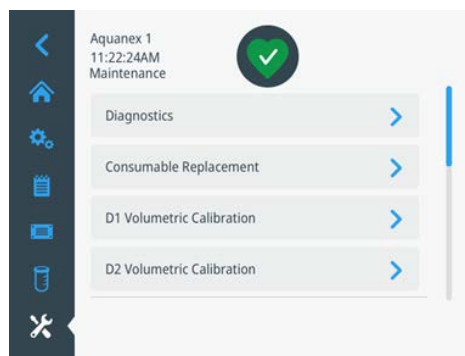 Aquanex 1
11:22:24AM
Maintenance
Diagnostics
Consumable Replacement
D1 Volumetric Calibration
D2 Volumetric Calibration